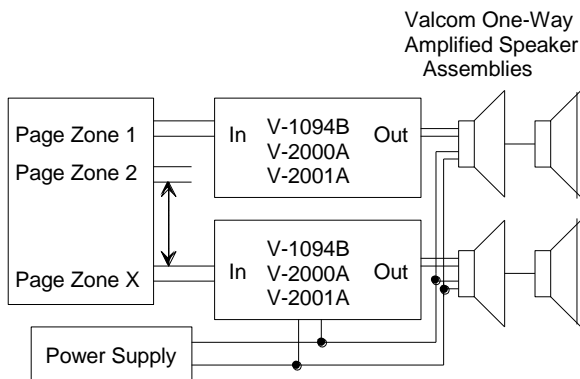 Valcom One-Way
Amplified Speaker
Assemblies
Page Zone 1
In
V-1094B
V-2000A
V-2001A
Out
Page Zone 2
Page Zone X
In
V-1094B
V-2000A
V-2001A
Out
Power Supply